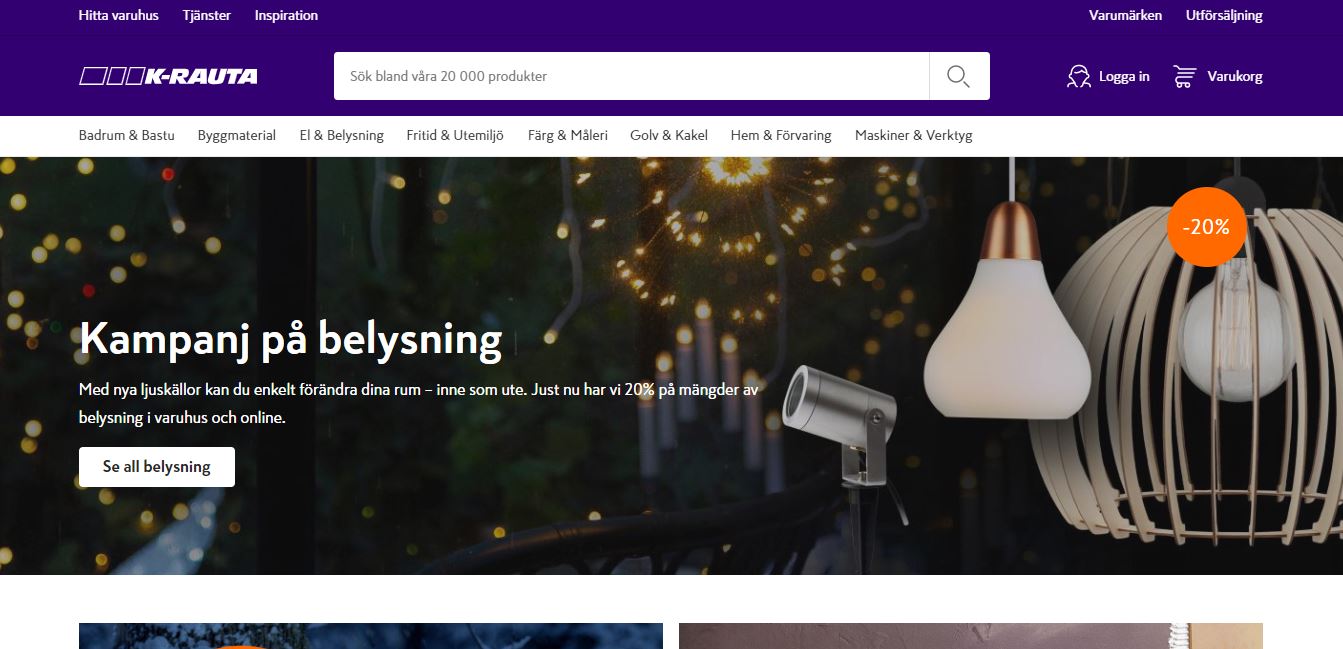 Hitta varuhus Tjänster Inspiration Varumärken Utförsäljning
K-RAUTA Sök bland våra 20 000 produkter Logga in Varukorg
Badrum & Bastu Byggmaterial El & Belysning Fritid & Utemiljö Färg & Måleri Golv & Kakel Hem & Förvaring Maskiner & Verktyg
-20%
Kampanj på belysning
Med nya ljuskällor kan du enkelt förändra dina rum – inne som ute. Just nu har vi 20% på mängder av
belysning i varuhus och online.
Se all belysning